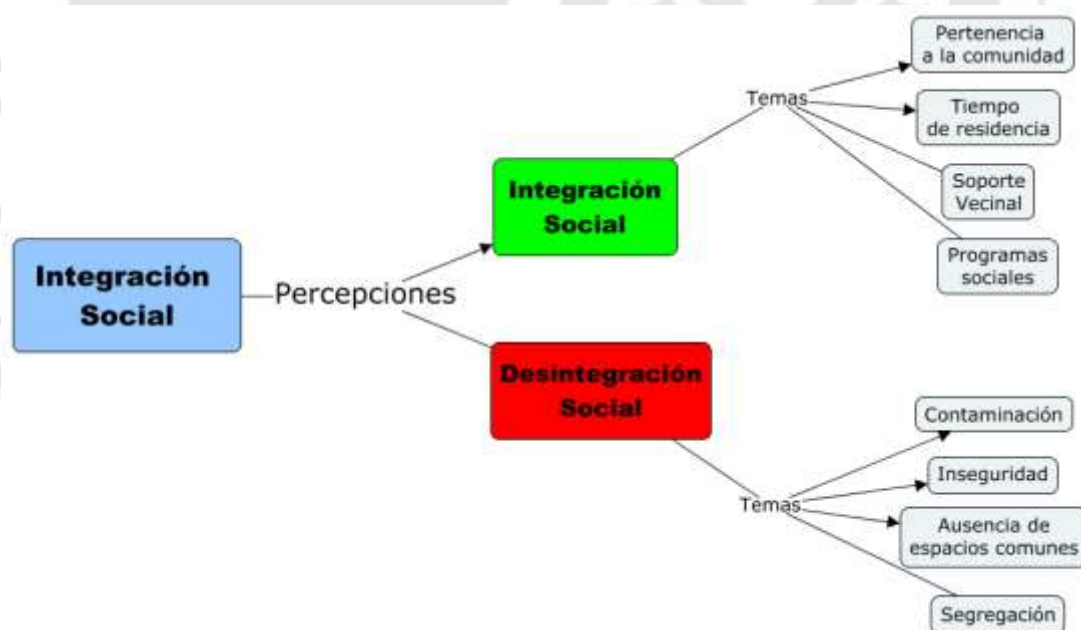 Integración
Social
Percepciones
Integración
Social
Temas
Pertenencia
a la comunidad
Tiempo
de residencia
Soporte
Vecinal
Programas
sociales
Desintegración
Social
Temas
Contaminación
Inseguridad
Ausencia de
espacios comunes
Segregación